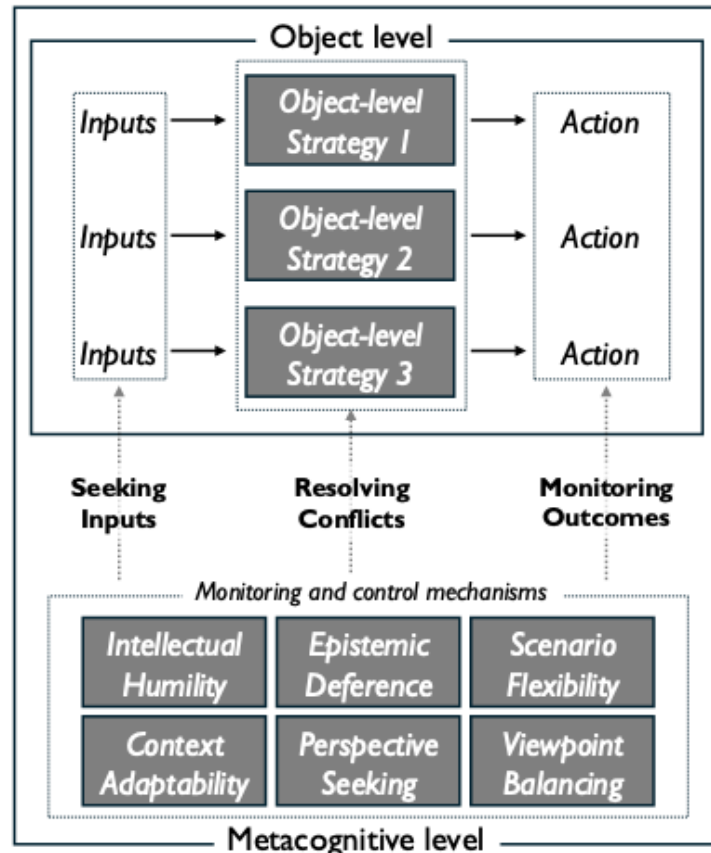 Object level
Inputs
Object-level
Strategy 1
Action
Inputs
Object-level
Strategy 2
Action
Inputs
Object-level
Strategy 3
Action
Seeking
Inputs
Resolving
Conflicts
Monitoring
Outcomes
Monitoring and control mechanisms
Intellectual
Humility
Epistemic
Deference
Scenario
Flexibility
Context
Adaptability
Perspective
Seeking
Viewpoint
Balancing
Metacognitive level